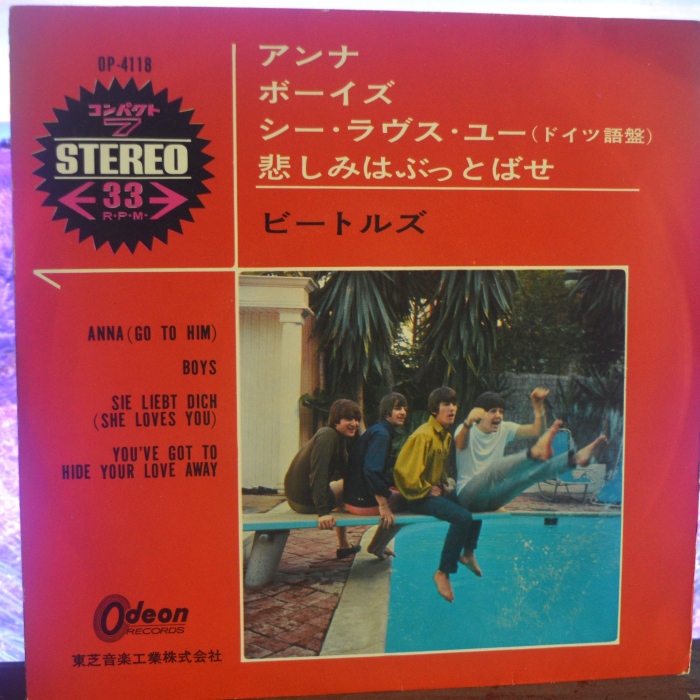 OP-4118
コンパクト
7
STEREO
33
R・P・M・
アンナ
ボーイズ
シー・ラヴス・ユー(ドイツ語盤)
悲しみはぶっとばせ
ビートルズ
ANNA (GO TO HIM)
BOYS
SIE LIEBT DICH
(SHE LOVES YOU)
YOU'VE GOT TO
HIDE YOUR LOVE AWAY
Odeon
RECORDS
東芝音楽工業株式会社